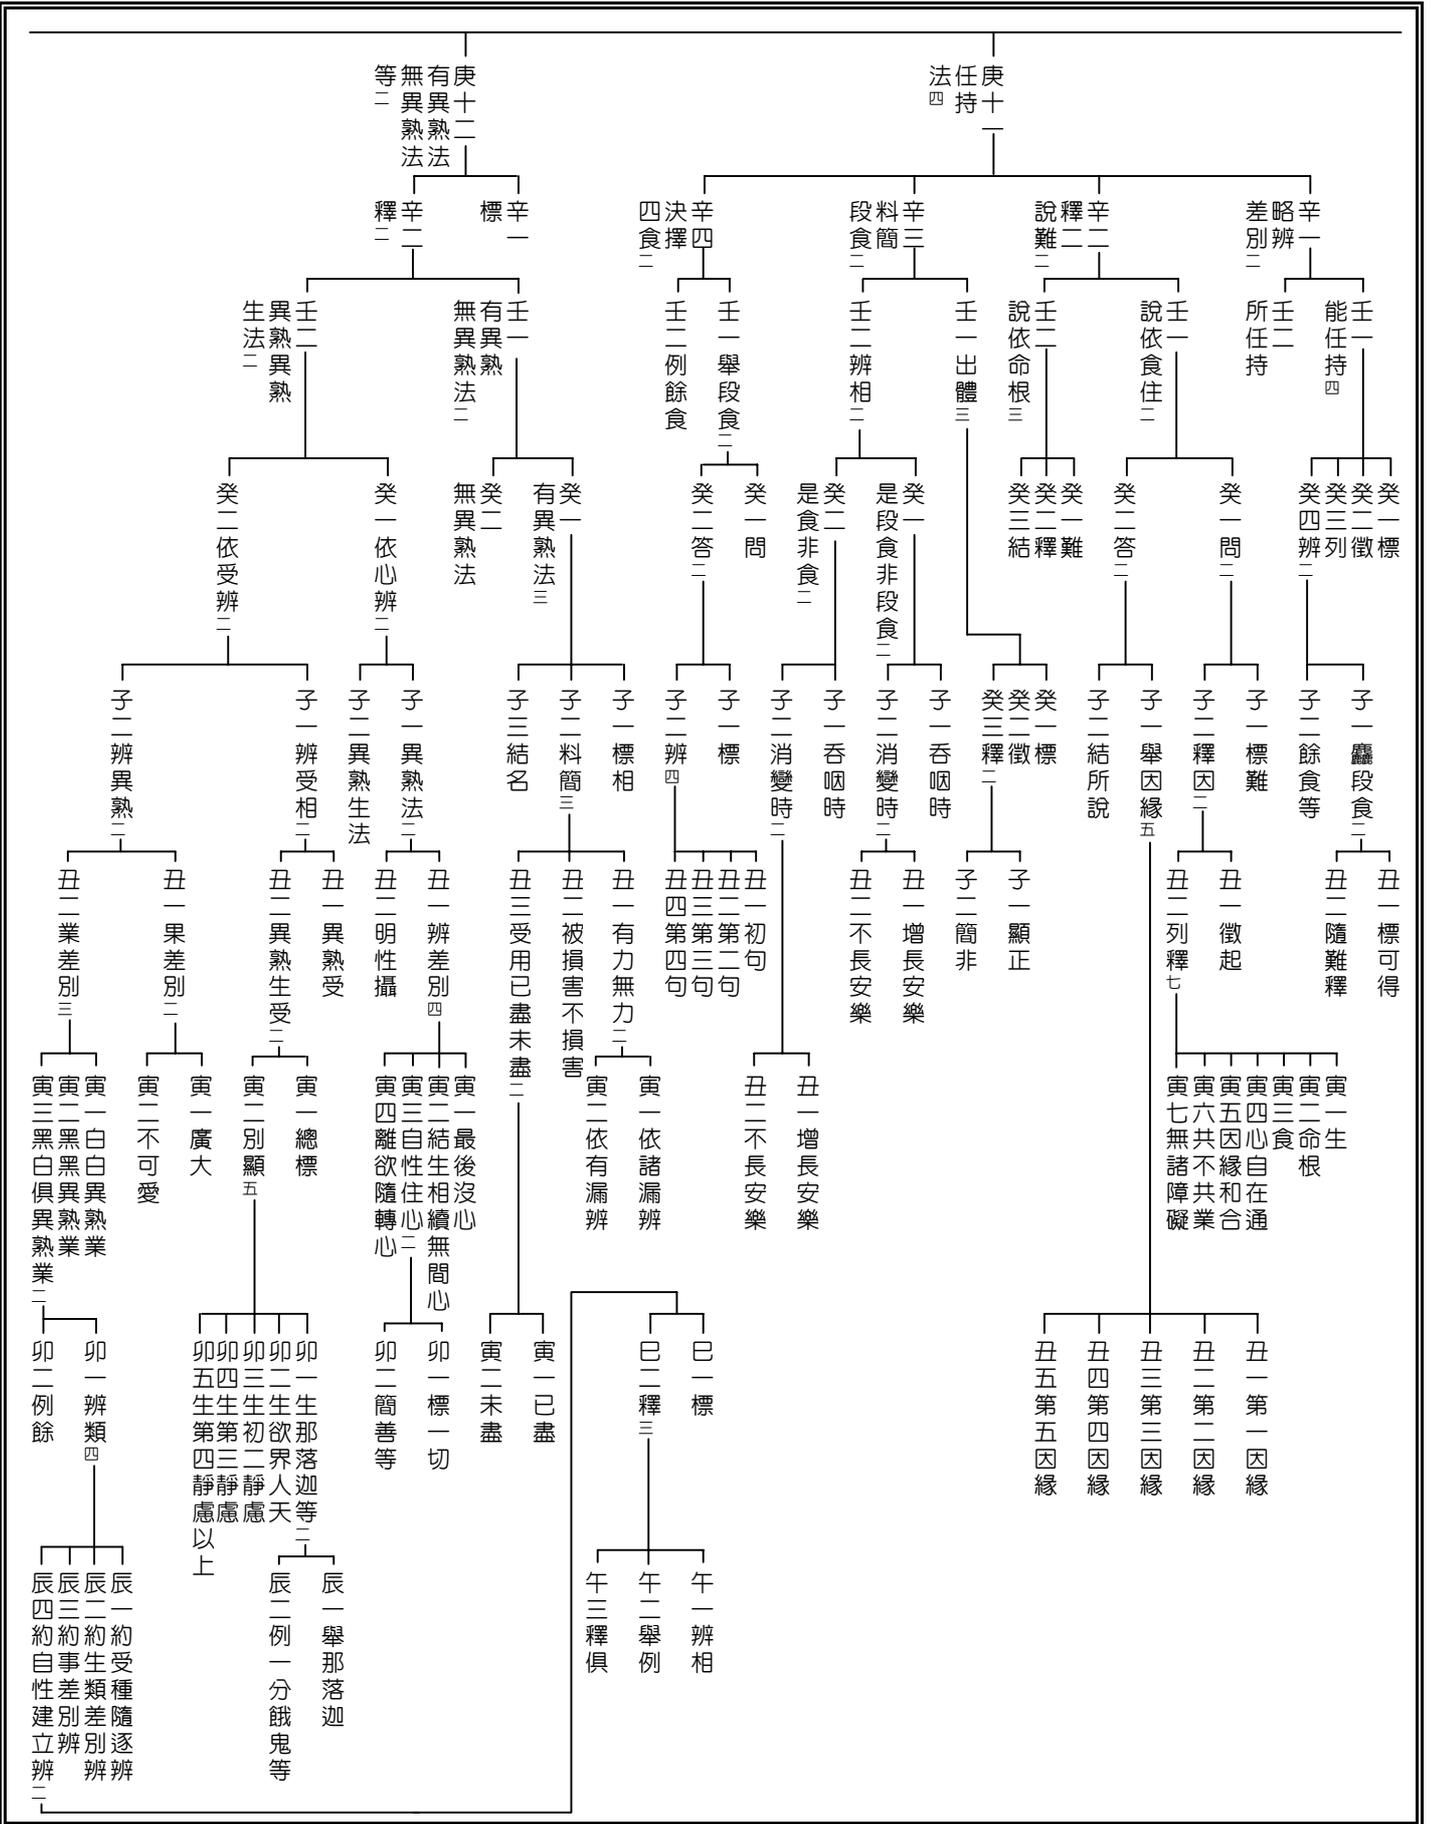 庚十一
任持
法四
庚十二
有異熟法
無異熟法
等二
辛一
略辨
差別二
辛二
釋二
說難二
辛三
料簡
段食二
辛四
決擇
四食二
辛一
標
辛二
釋二
壬一
能任持四
壬二
所任持
壬一
說依食住二
壬二
說依命根三
壬一出體三
壬二辨相二
壬一舉段食二
壬二例餘食
壬一
有異熟
無異熟法二
壬二
異熟異熟
生法二
癸一標
癸二徵
癸三列
癸四辨二
癸一問二
癸二答二
癸一難
癸二釋
癸三結
癸一
是段食非段食二
癸二
是食非食二
癸一問
癸二答二
癸一
有異熟法三
癸二
無異熟法
癸一依心辨二
癸二依受辨二
子一麤段食二
子二餘食等
子一標難
子二釋因二
子一舉因緣五
子二結所說
癸一標
癸二徵
癸三釋二
子一吞咽時
子二消變時二
子一吞咽時
子二消變時二
子一標
子二辨四
子一標相
子二料簡三
子三結名
子一異熟法二
子二異熟生法
子一辨受相二
子二辨異熟二
丑一標可得
丑二隨難釋
丑一徵起
丑二列釋七
子一顯正
子二簡非
丑一增長安樂
丑二不長安樂
丑一初句
丑二第二句
丑三第三句
丑四第四句
丑一有力無力二
丑二被損害不損害
丑三受用已盡未盡二
丑一辨差別四
丑二明性攝
丑一異熟受
丑二異熟生受二
丑一果差別二
丑二業差別三
寅一生
寅二命根
寅三食
寅四心自在通
寅五因緣和合
寅六共不共業
寅七無諸障礙
丑一增長安樂
丑二不長安樂
寅一依諸漏辨
寅二依有漏辨
寅一最後沒心
寅二結生相續無間心
寅三自性住心二
寅四離欲隨轉心
寅一總標
寅二別顯五
寅一廣大
寅二不可愛
寅一白白異熟業
寅二黑黑異熟業
寅三黑白俱異熟業二
丑一第一因緣
丑二第二因緣
丑三第三因緣
丑四第四因緣
丑五第五因緣
巳一標
巳二釋三
寅一已盡
寅二未盡
卯一標一切
卯二簡善等
卯一生那落迦等二
卯二生欲界人天
卯三生初二靜慮
卯四生第三靜慮
卯五生第四靜慮以上
卯一辨類四
卯二例餘
午一辨相
午二舉例
午三釋俱
辰一舉那落迦
辰二例一分餓鬼等
辰一約受種隨逐辨
辰二約生類差別辨
辰三約事差別辨
辰四約自性建立辨二